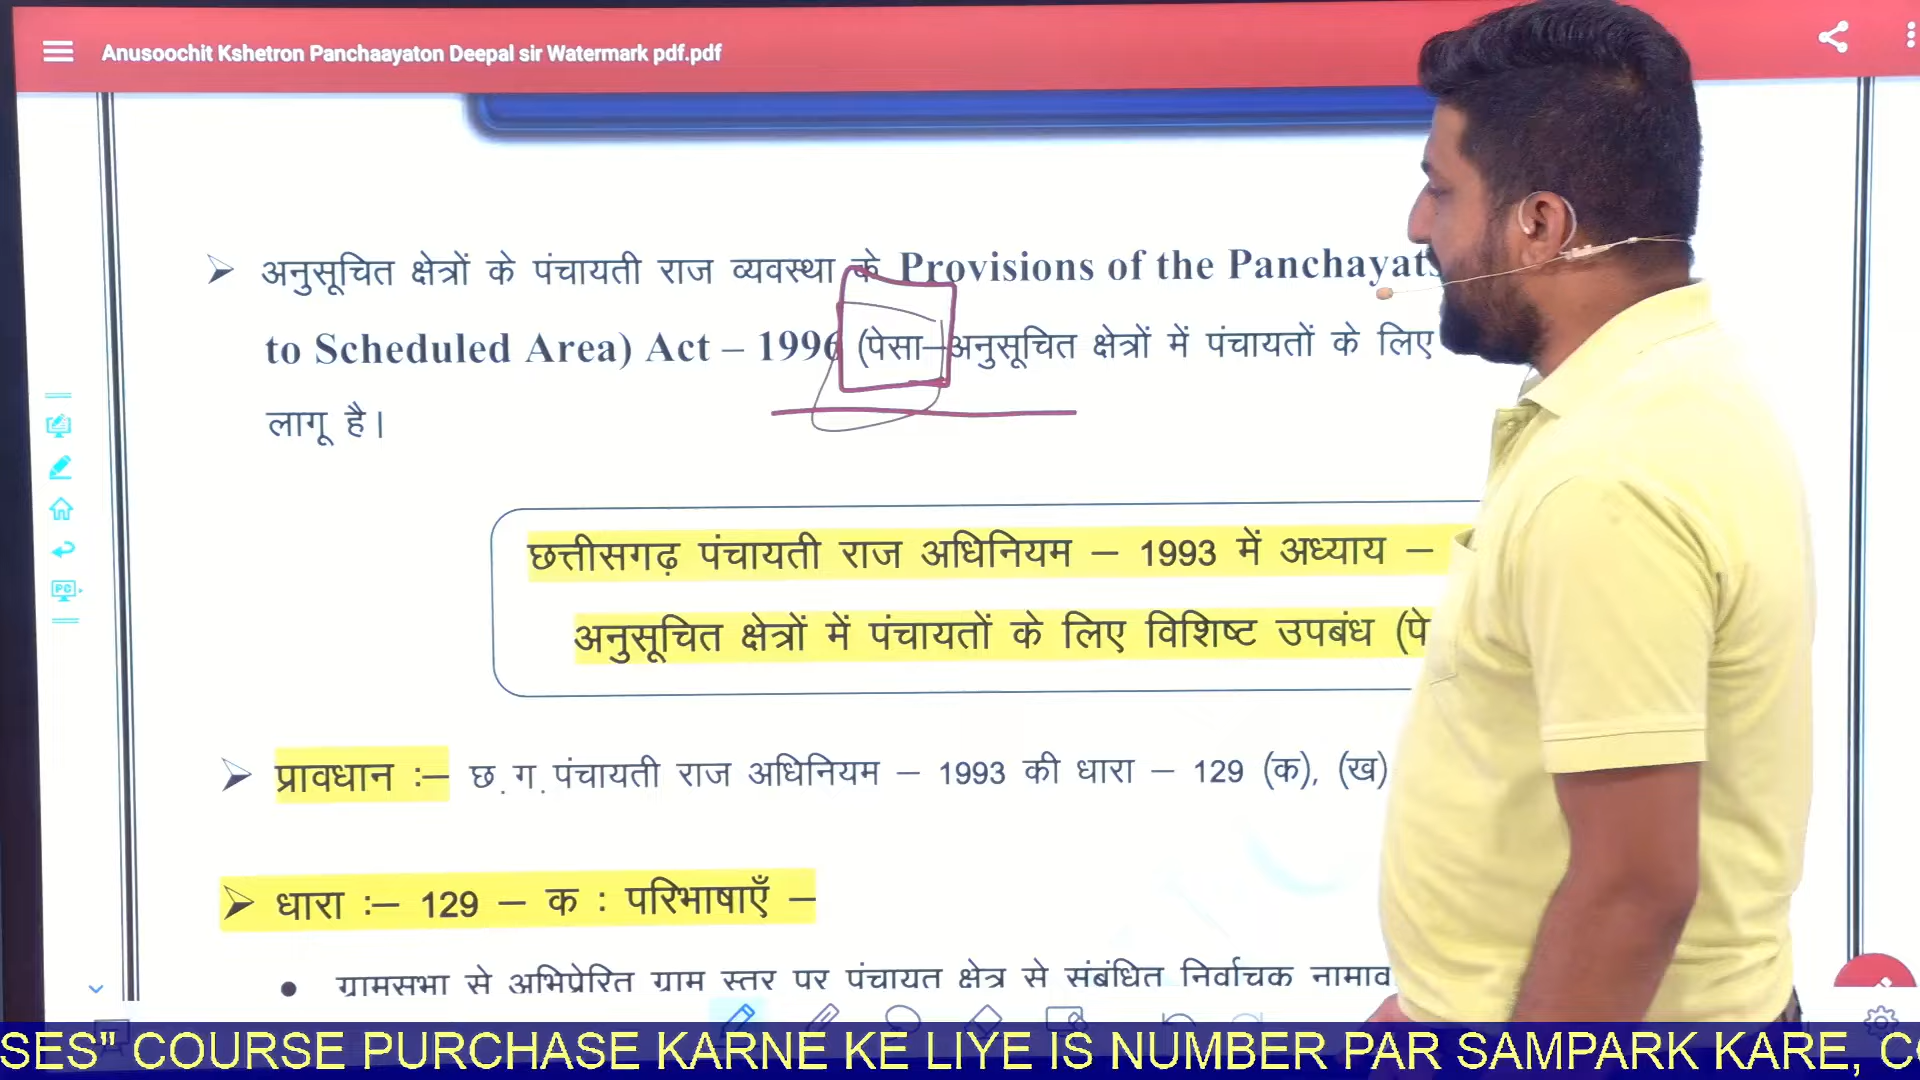 Anusoochit Kshetron Panchaayaton Deepal sir Watermark pdf.pdf
अनुसूचित क्षेत्रों के पंचायती राज व्यवस्था के Provisions of the Panchayats
to Scheduled Area) Act – 1996 (पेसा–अनुसूचित क्षेत्रों में पंचायतों के लिए
लागू है।
छत्तीसगढ़ पंचायती राज अधिनियम – 1993 में अध्याय –
अनुसूचित क्षेत्रों में पंचायतों के लिए विशिष्ट उपबंध (पे
प्रावधान :– छ.ग.पंचायती राज अधिनियम – 1993 की धारा – 129 (क), (ख)
धारा :– 129 – क : परिभाषाएँ –
ग्रामसभा से अभिप्रेरित ग्राम स्तर पर पंचायत क्षेत्र से संबंधित निर्वाचक नामाव
PC
SES" COURSE PURCHASE KARNE KE LIYE IS NUMBER PAR SAMPARK KARE, C